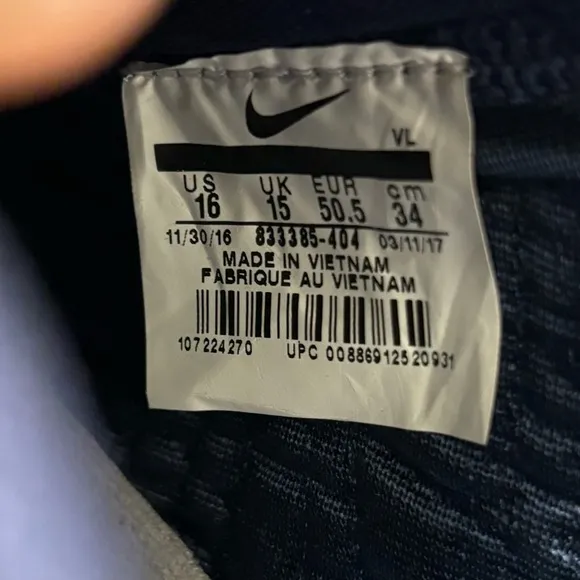 VL
US UK EUR cm
16 15 50.5 34
11/30/16 833385-404 03/11/17
MADE IN VIETNAM
FABRIQUE AU VIETNAM
107224270 UPC 00886912520931